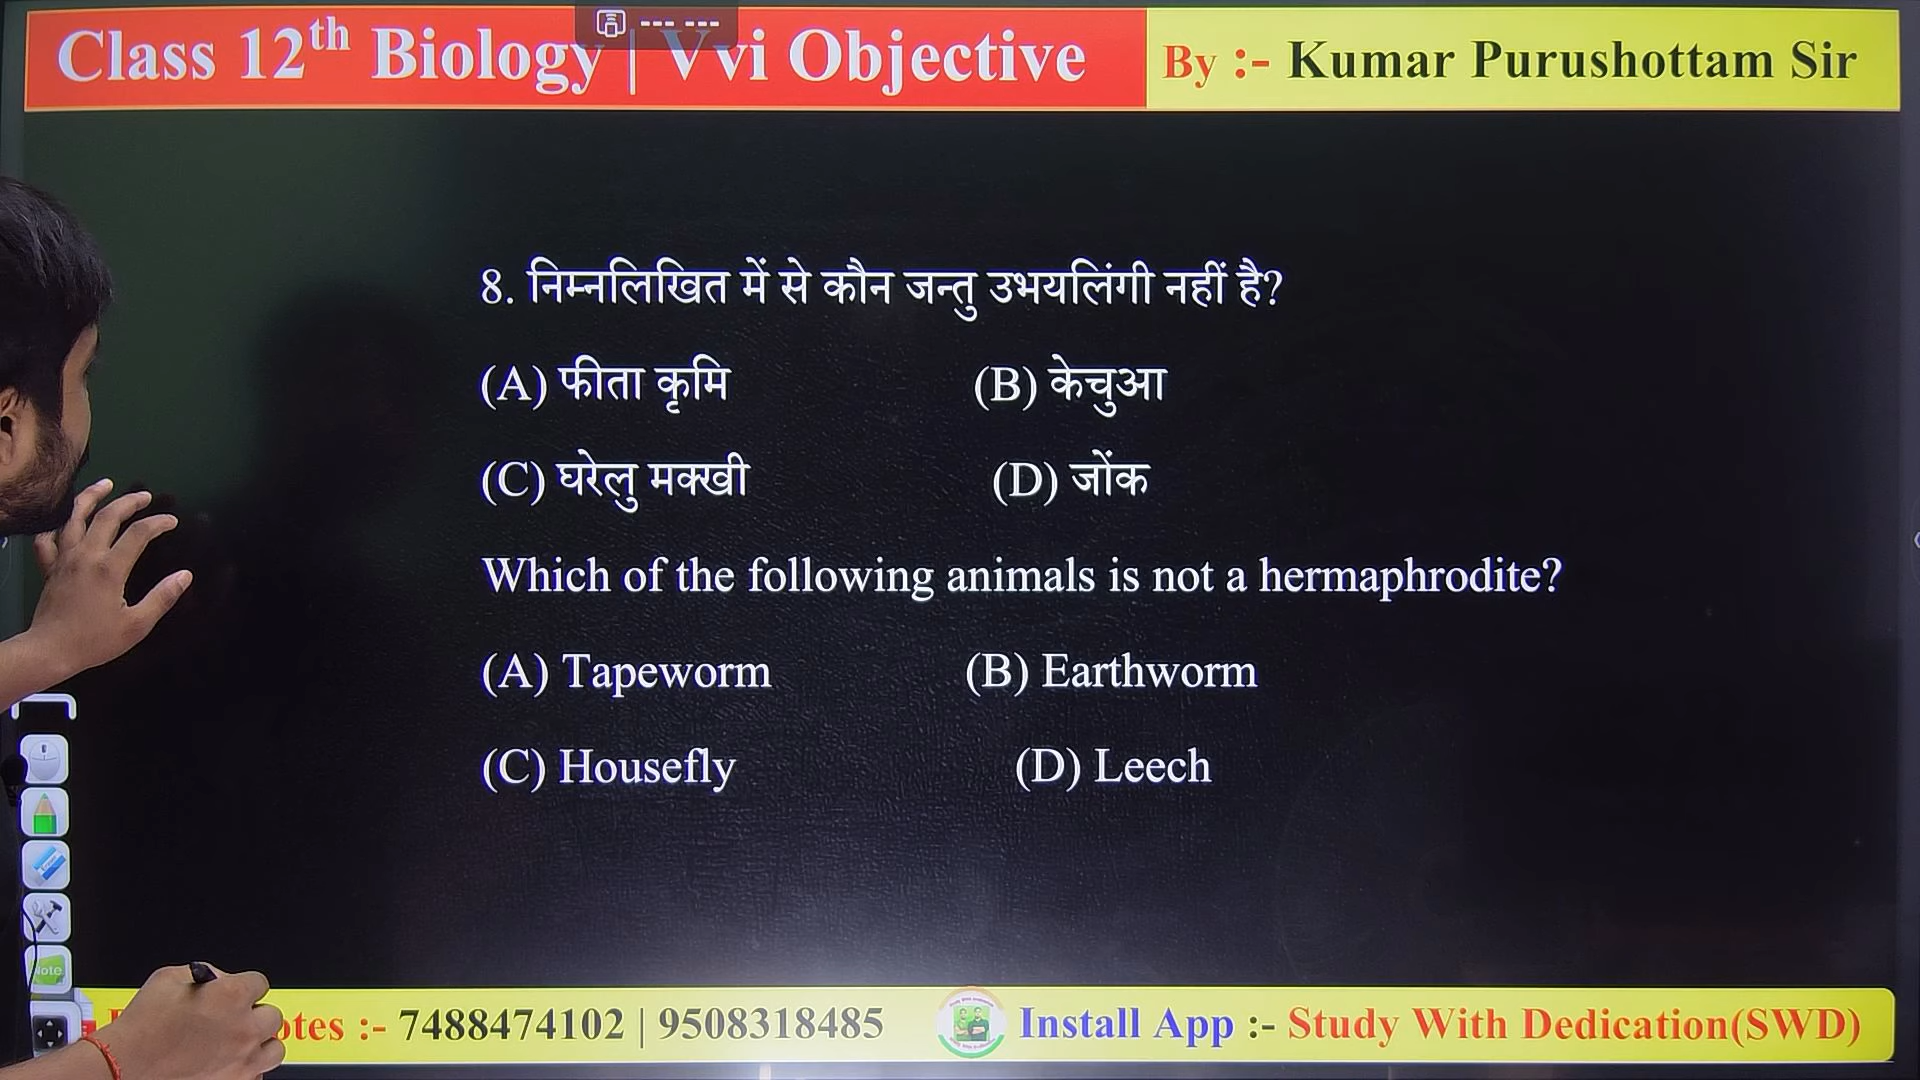 Class 12th Biology | Vvi Objective
By :- Kumar Purushottam Sir
8. निम्नलिखित में से कौन जन्तु उभयलिंगी नहीं है?
(A) फीता कृमि (B) केचुआ
(C) घरेलु मक्खी (D) जोंक
Which of the following animals is not a hermaphrodite?
(A) Tapeworm (B) Earthworm
(C) Housefly (D) Leech
:- 7488474102 | 9508318485
Install App :- Study With Dedication(SWD)